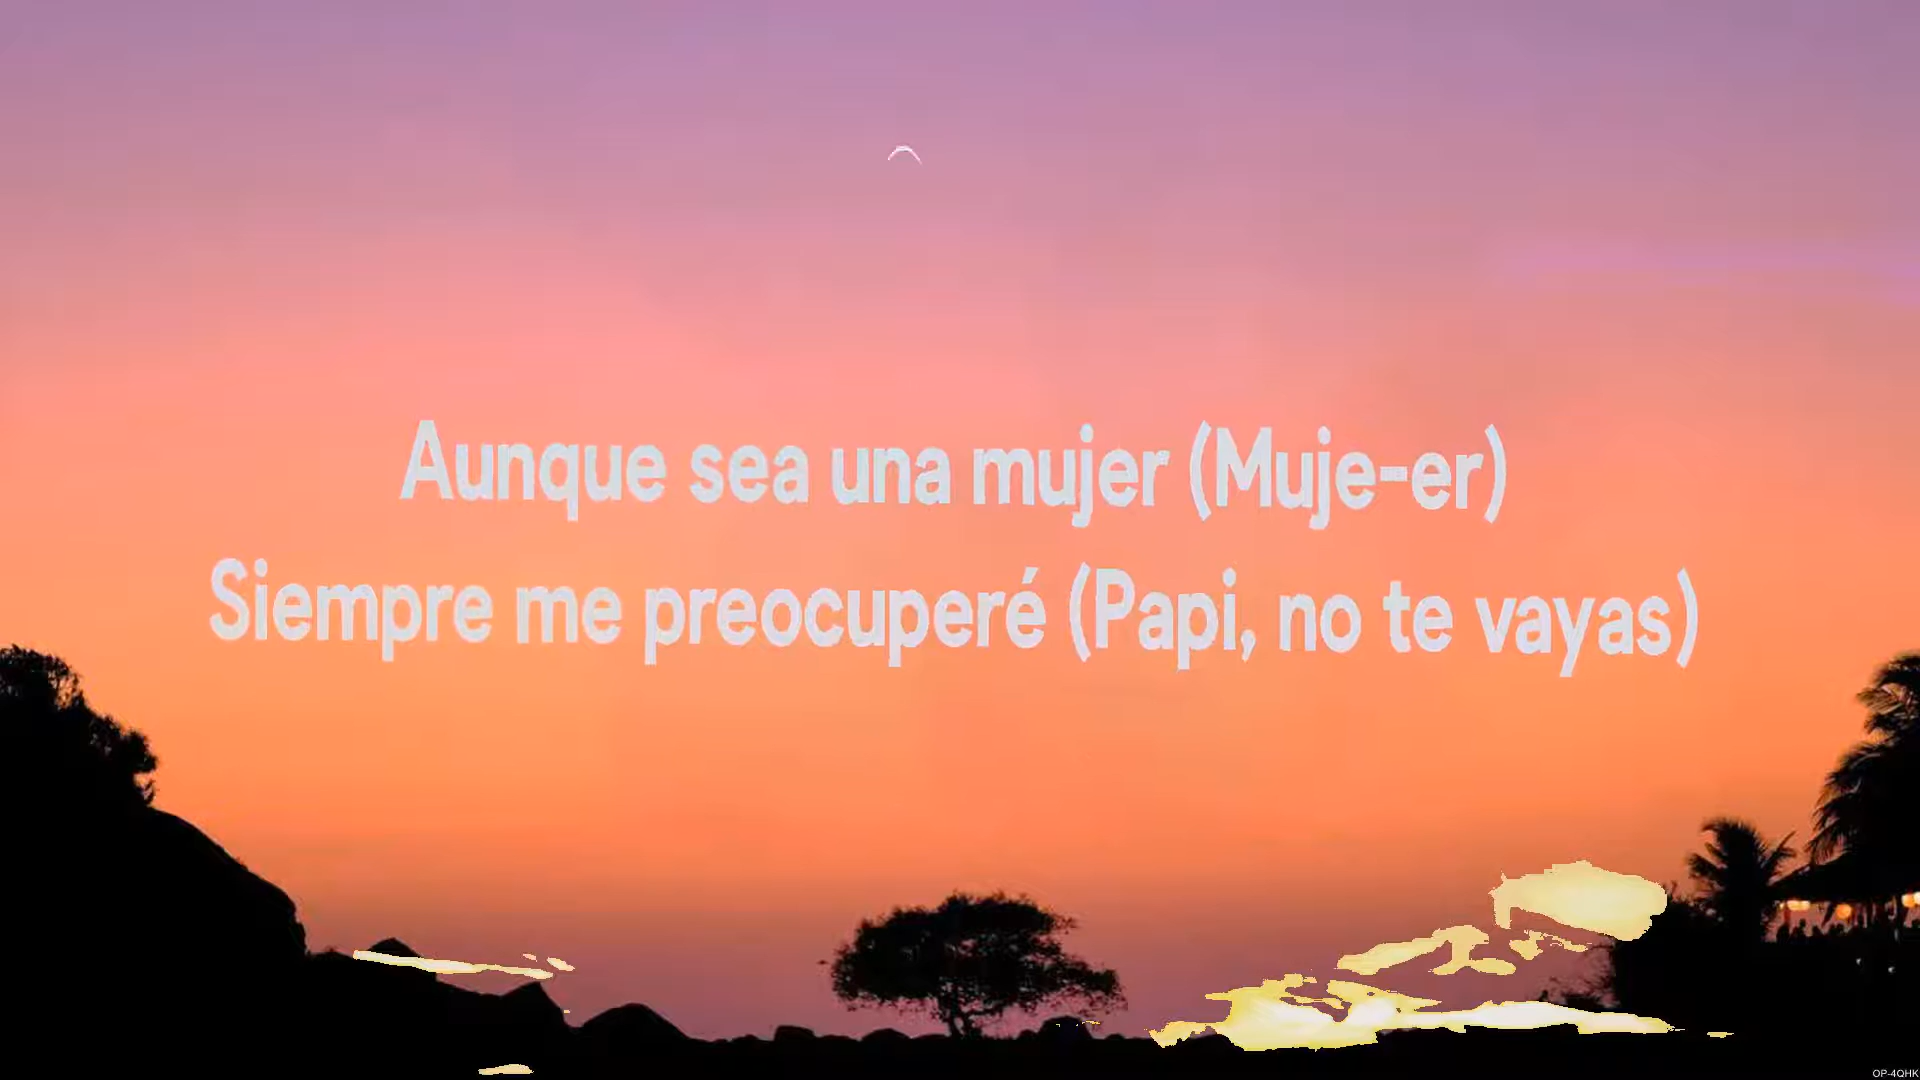 Aunque sea una mujer (Muje-er)
Siempre me preocuperé (Papi, no te vayas)
OP-4QHK